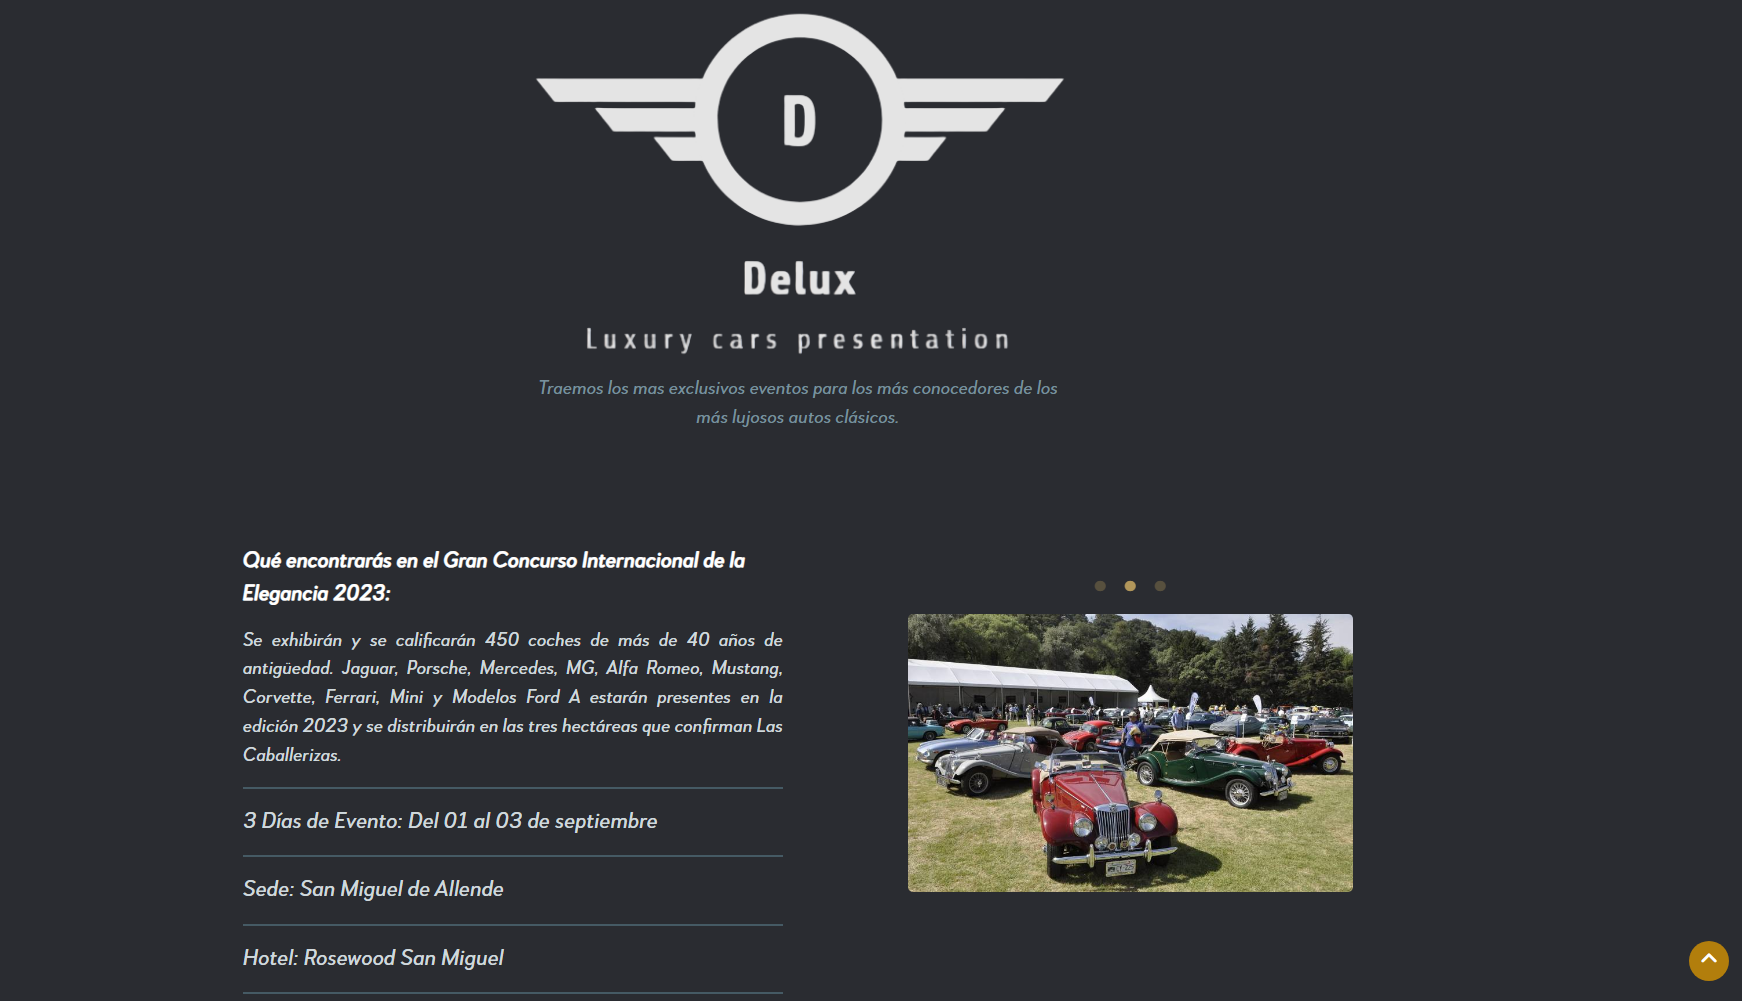 D
Delux
Luxury cars presentation
Traemos los mas exclusivos eventos para los más conocedores de los
más lujosos autos clásicos.
Qué encontrarás en el Gran Concurso Internacional de la
Elegancia 2023:
Se exhibirán y se calificarán 450 coches de más de 40 años de
antigüedad. Jaguar, Porsche, Mercedes, MG, Alfa Romeo, Mustang,
Corvette, Ferrari, Mini y Modelos Ford A estarán presentes en la
edición 2023 y se distribuirán en las tres hectáreas que confirman Las
Caballerizas.
3 Días de Evento: Del 01 al 03 de septiembre
Sede: San Miguel de Allende
Hotel: Rosewood San Miguel